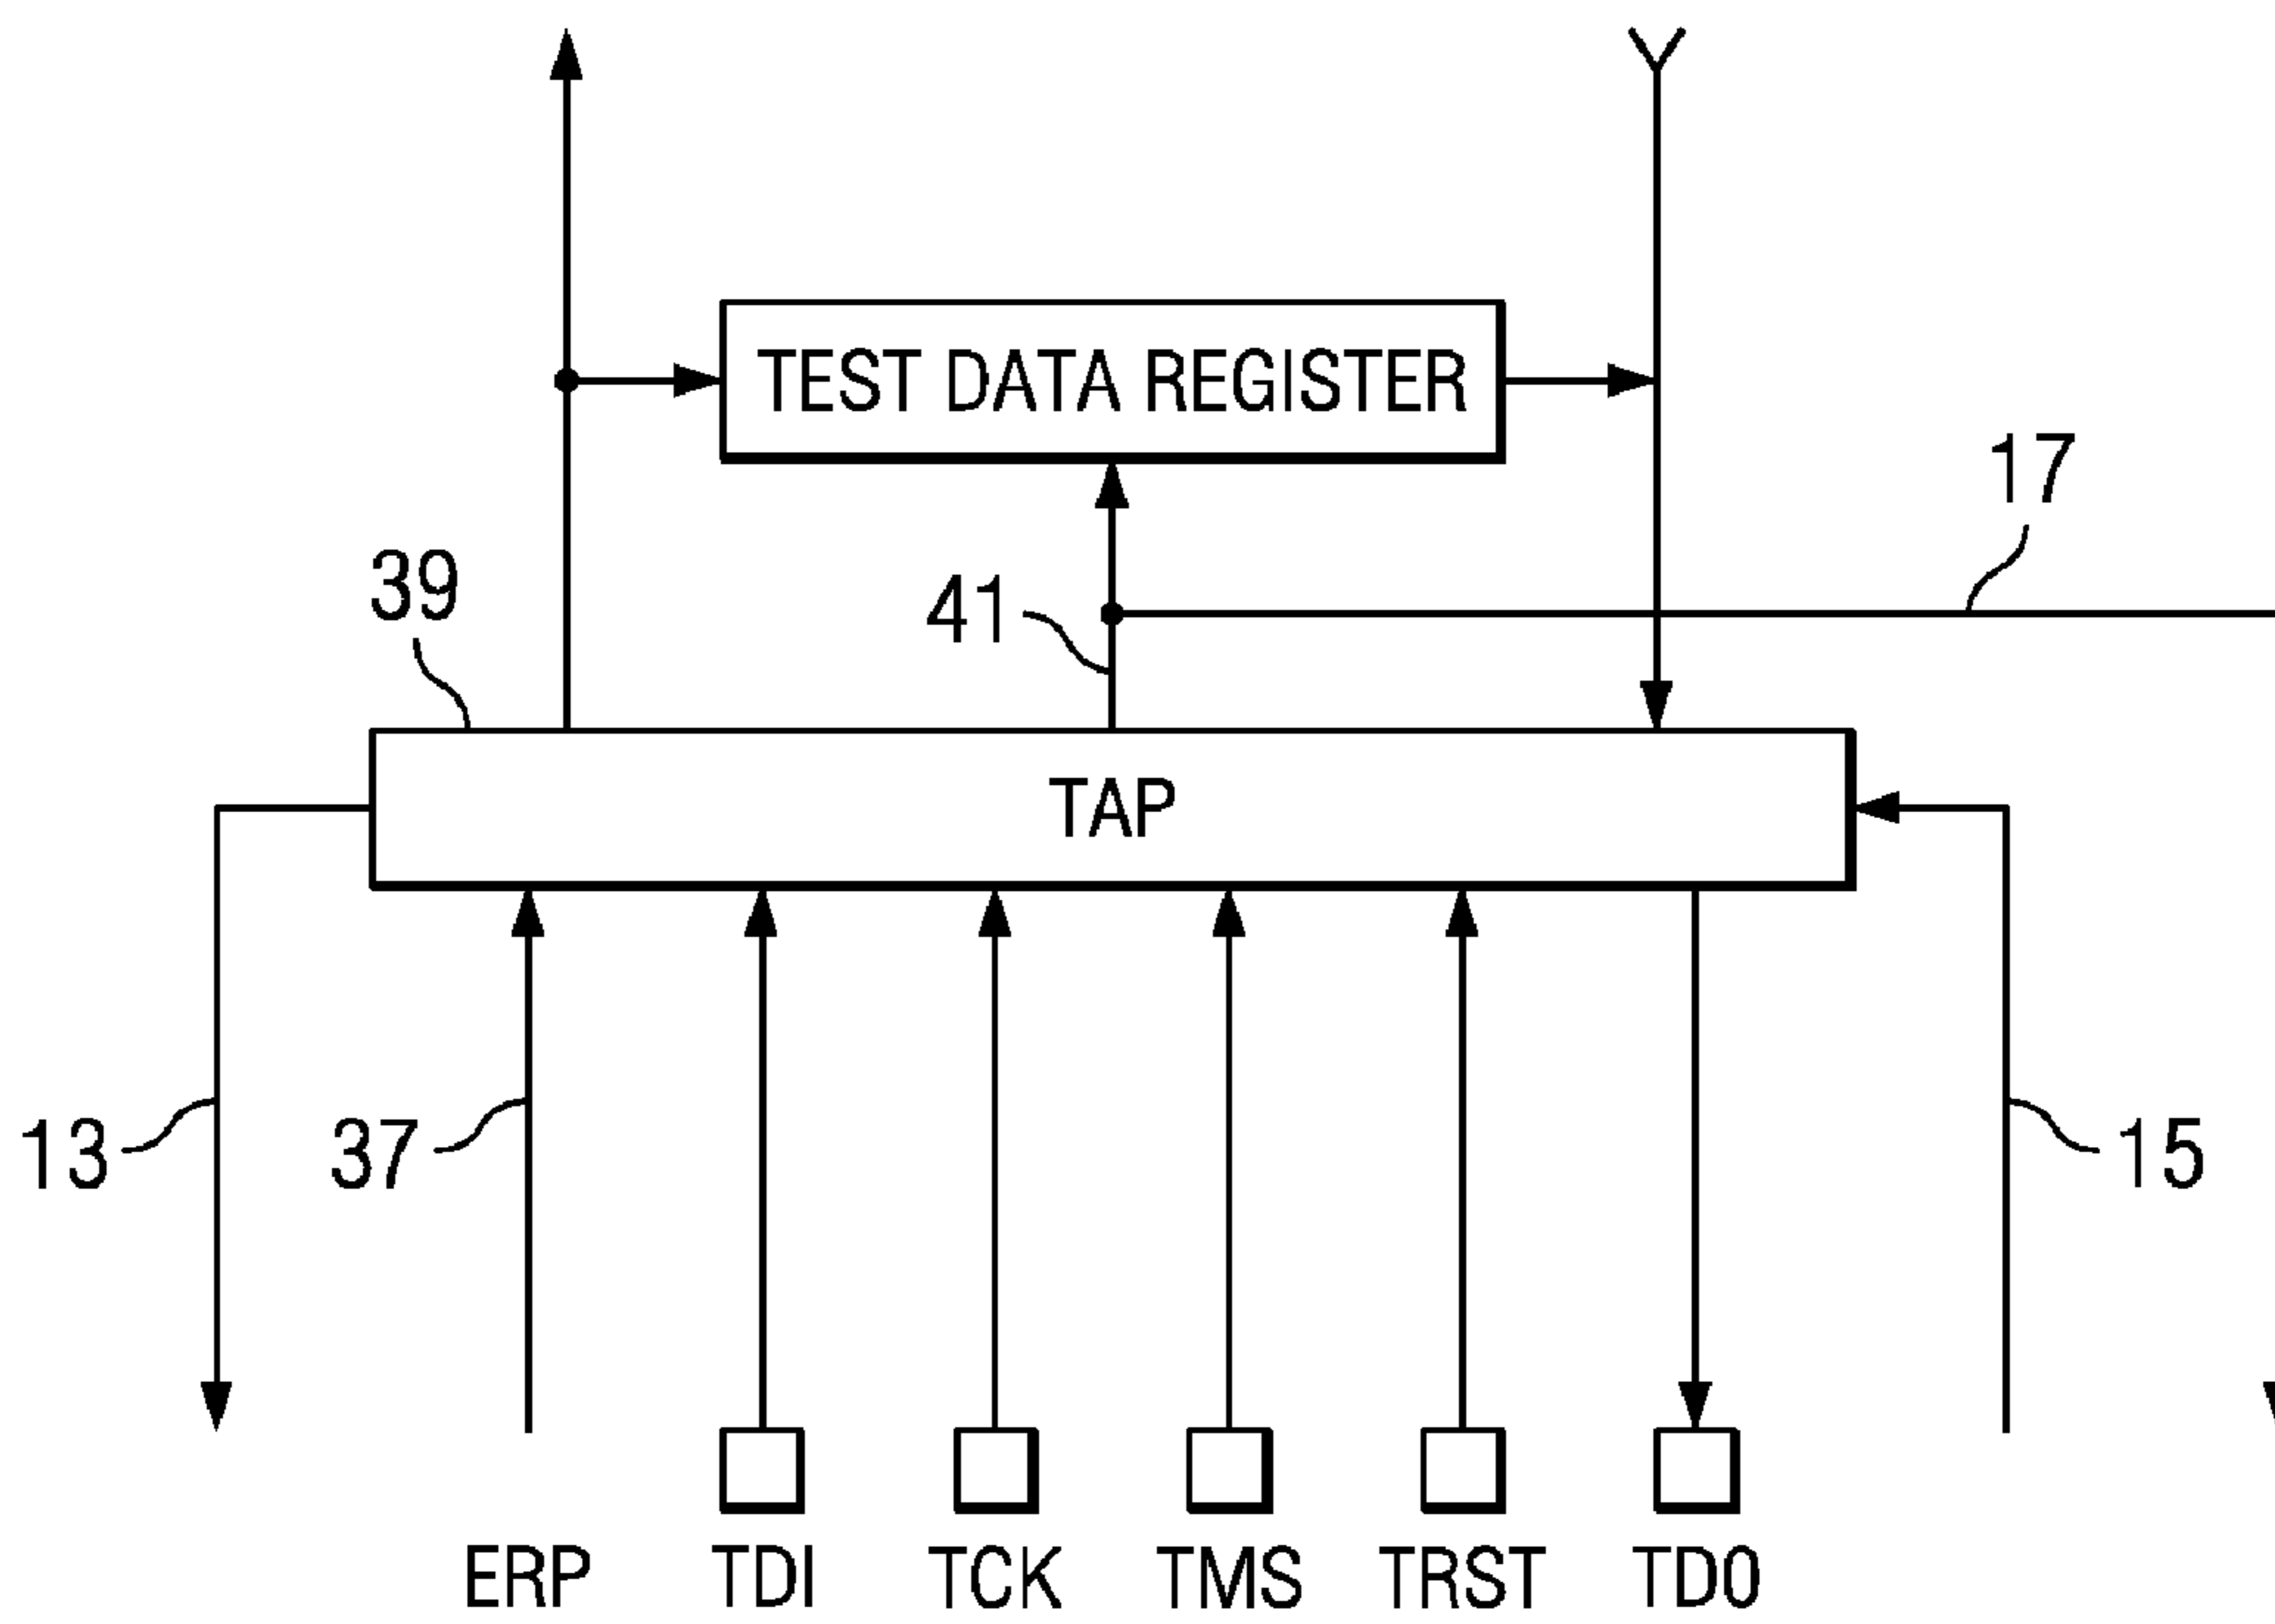 TEST DATA REGISTER
17
39
41
TAP
13
37
15
ERP
TDI
TCK
TMS
TRST
TDO